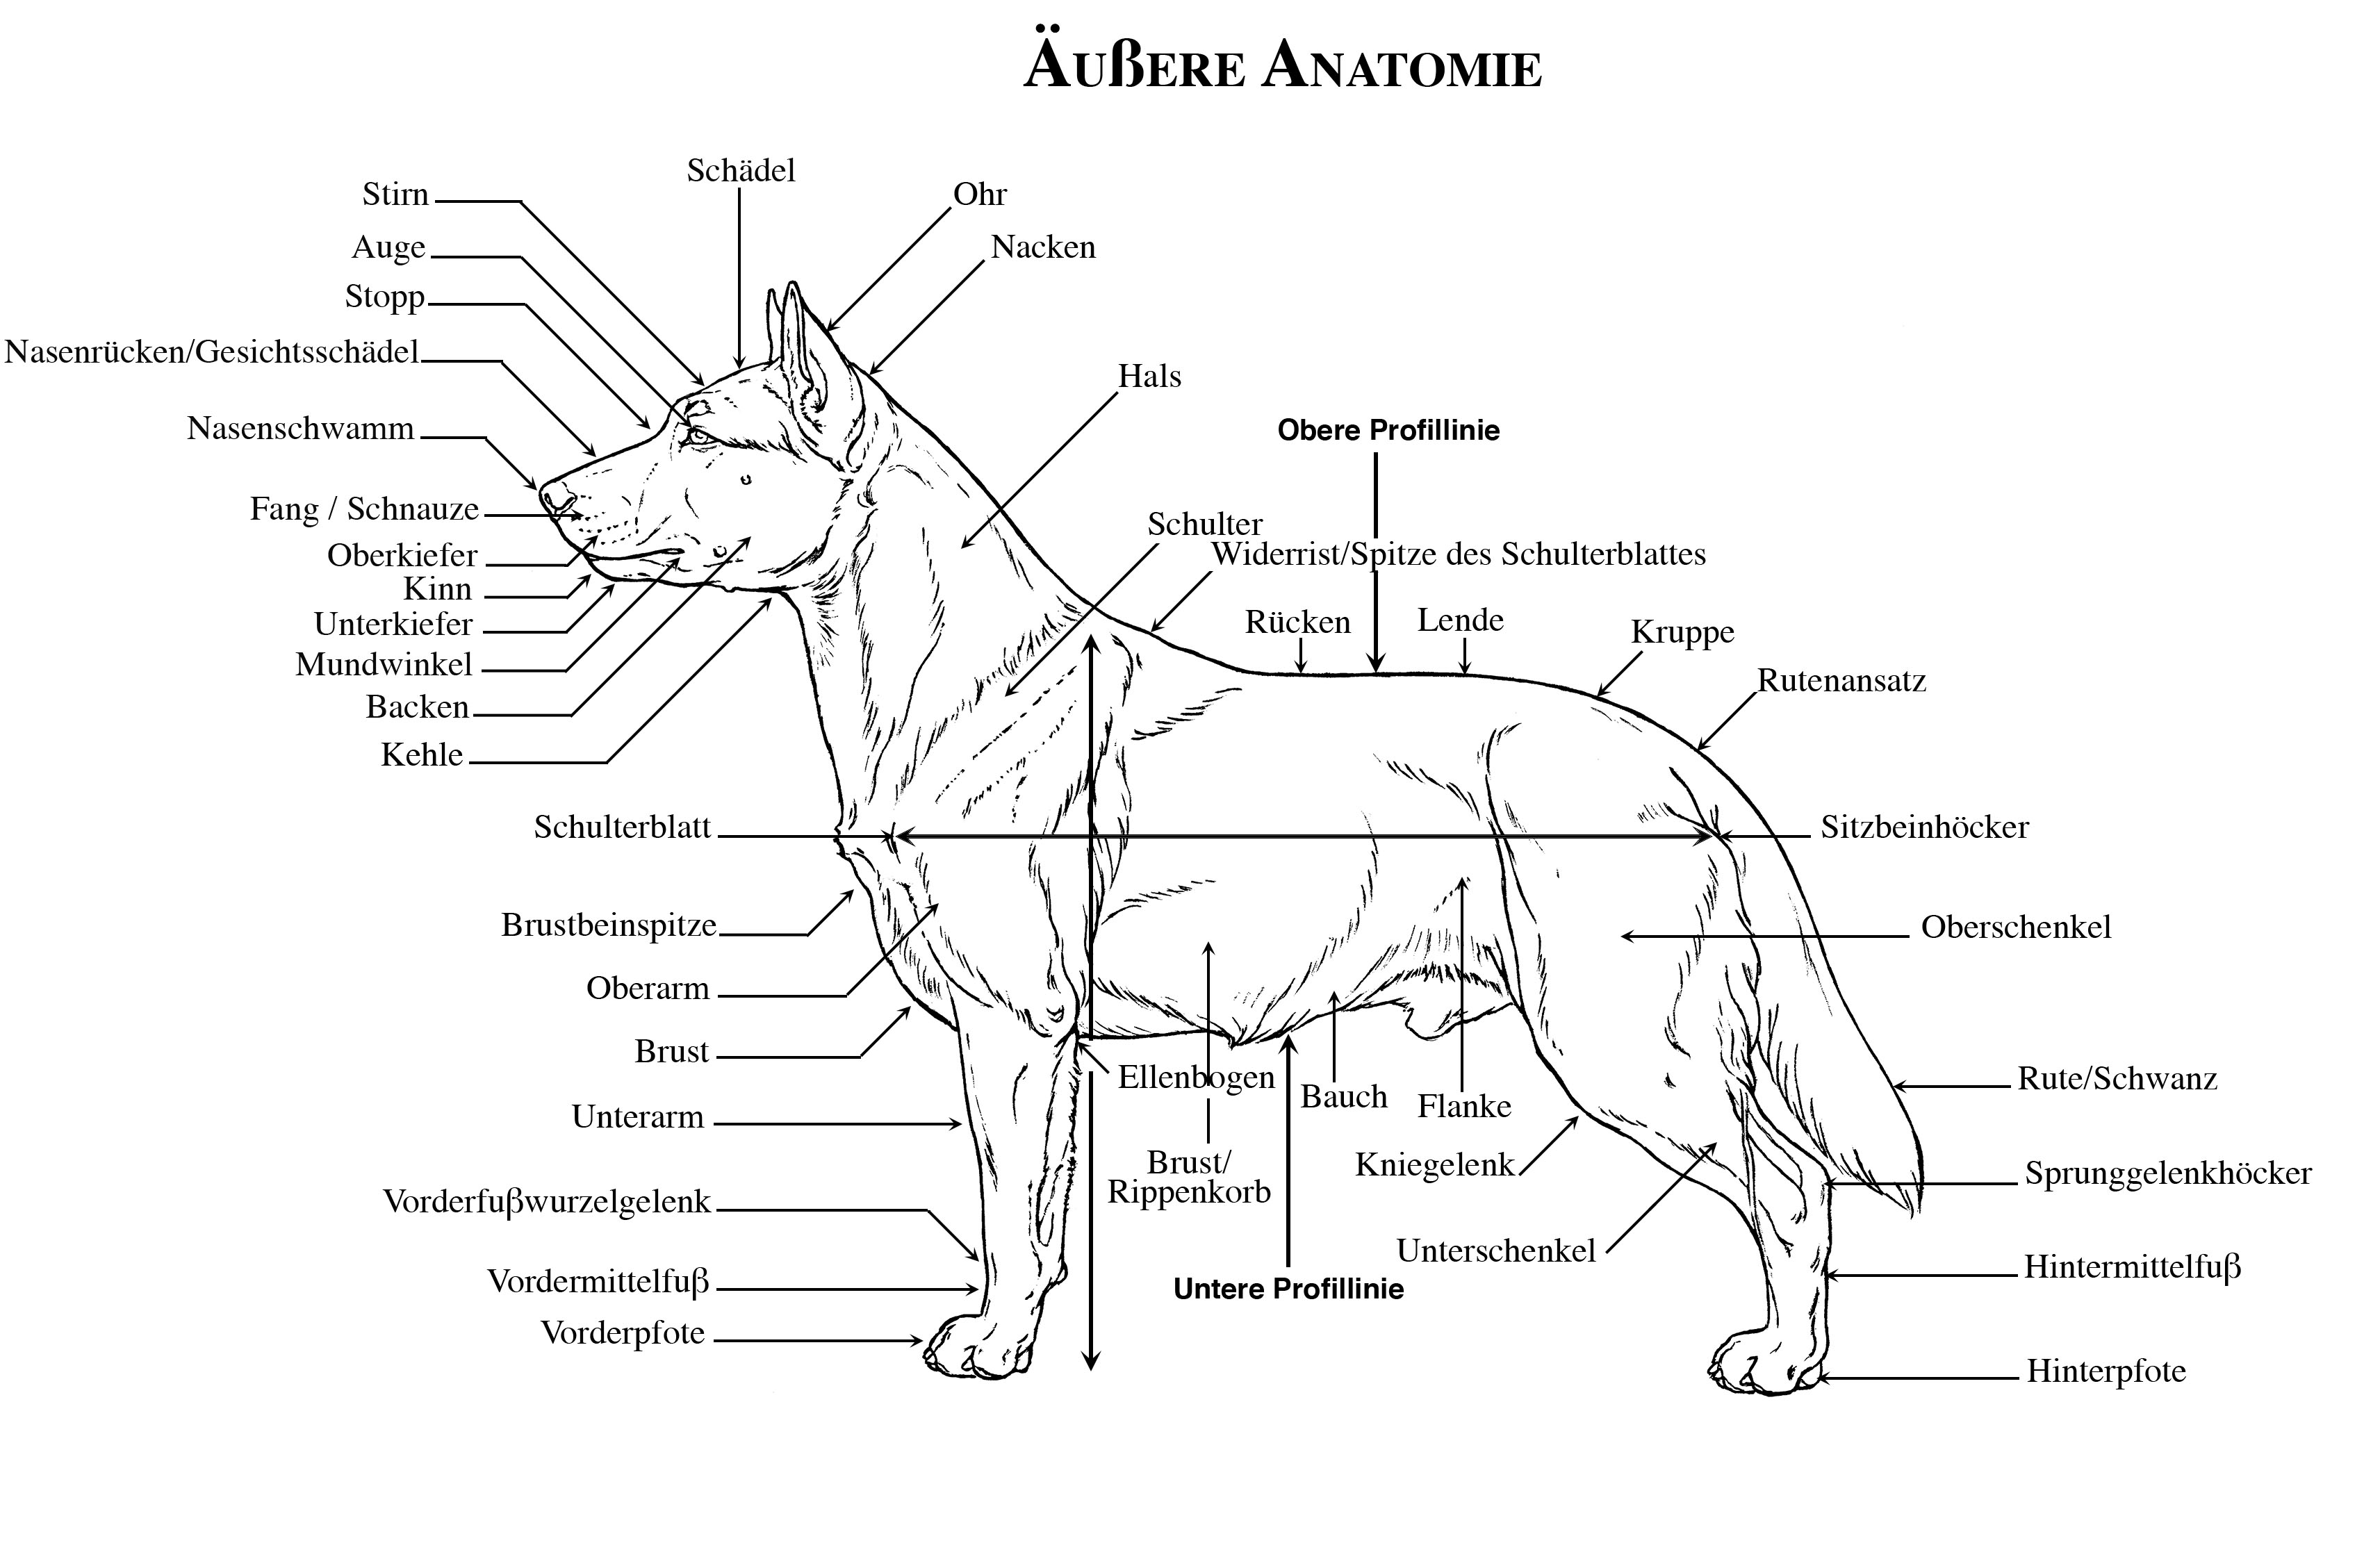 ÄUßERE ANATOMIE
Schädel
Stirn
Ohr
Auge
Nacken
Stopp
Nasenrücken/Gesichtsschädel
Hals
Nasenschwamm
Obere Profillinie
Fang / Schnauze
Schulter
Oberkiefer
Widerrist/Spitze des Schulterblattes
Kinn
Unterkiefer
Rücken
Lende
Kruppe
Mundwinkel
Rutenansatz
Backen
Kehle
Schulterblatt
Sitzbeinhöcker
Brustbeinspitze
Oberschenkel
Oberarm
Brust
Ellenbogen
Bauch
Flanke
Rute/Schwanz
Unterarm
Brust/
Rippenkorb
Kniegelenk
Sprunggelenkhöcker
Vorderfußwurzelgelenk
Unterschenkel
Hintermittelfuß
Vordermittelfuß
Untere Profillinie
Vorderpfote
Hinterpfote